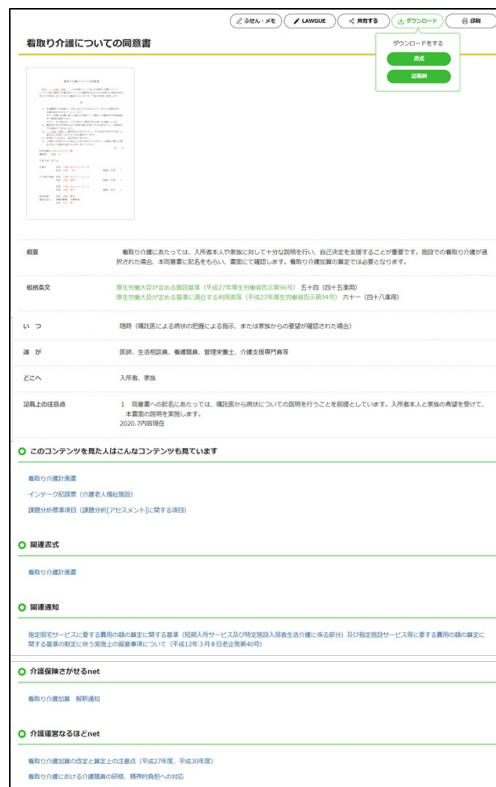 ふせん・メモ
LAWGUE
共有する
ダウンロード
印刷
看取り介護についての同意書
ダウンロードをする
書式
記載例
概要
看取り介護にあたっては、入所者本人や家族に対して十分な説明を行い、自己決定を支援することが重要です。施設での看取り介護が選
択された場合、本同意書に記名をもらい、書面にて確認します。看取り介護加算の算定では必要となります。
根拠条文
厚生労働大臣が定める施設基準（平成27年厚生労働省告示第96号） 五十四（四十五準用）
厚生労働大臣が定める基準に適合する利用者等（平成27年厚生労働省告示第94号） 六十一（四十八準用）
いつ
随時（嘱託医による病状の把握による指示、または家族からの要望が確認された場合）
誰が
医師、生活相談員、看護職員、管理栄養士、介護支援専門員等
どこへ
入所者、家族
記載上の注意点
1 同意書への記名にあたっては、嘱託医から病状についての説明を行うことを前提としています。入所者本人と家族の希望を受けて、
本書面の説明を実施します。
2020.7内容現在
このコンテンツを見た人はこんなコンテンツも見ています
看取り介護計画書
インテーク記録票（介護老人福祉施設）
課題分析標準項目（課題分析[アセスメント]に関する項目）
関連書式
看取り介護計画書
関連通知
指定居宅サービスに要する費用の額の算定に関する基準（短期入所サービス及び特定施設入居者生活介護に係る部分）及び指定施設サービス等に要する費用の額の算定に
関する基準の制定に伴う実施上の留意事項について（平成12年３月８日老企発第40号）
介護保険さがせるnet
看取り介護加算 解釈通知
介護運営なるほどnet
看取り介護加算の改定と算定上の注意点（平成27年度、平成30年度）
看取り介護における介護職員の研修、精神的負担への対応